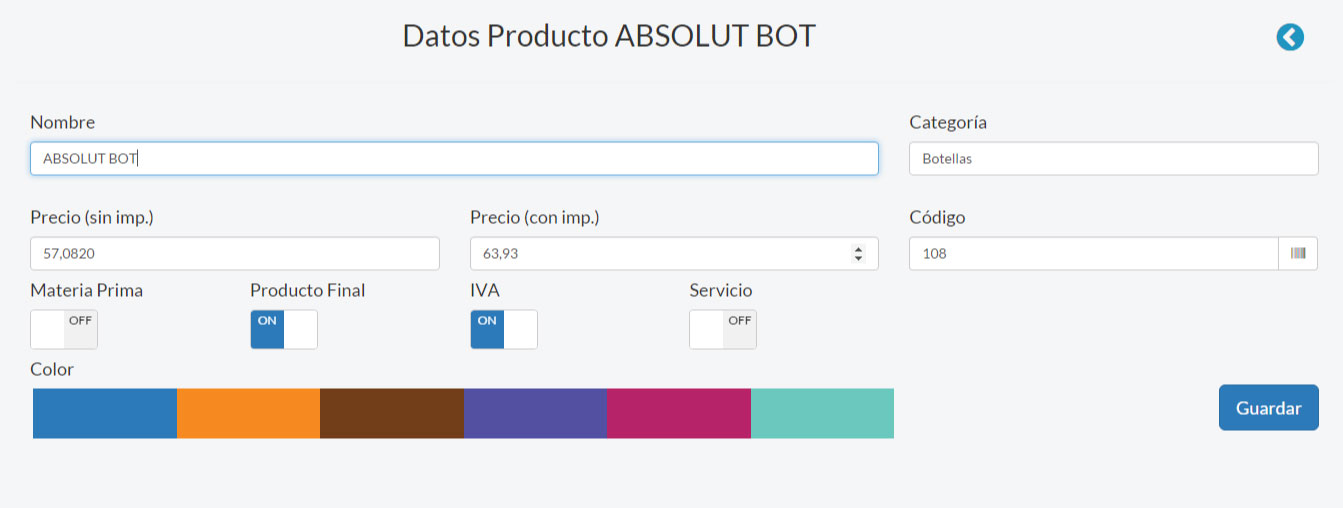 Datos Producto ABSOLUT BOT
Nombre
Categoría
ABSOLUT BOT
Botellas
Precio (sin imp.)
Precio (con imp.)
Código
57,0820
63,93
108
Materia Prima
Producto Final
IVA
Servicio
OFF
ON
ON
OFF
Color
Guardar